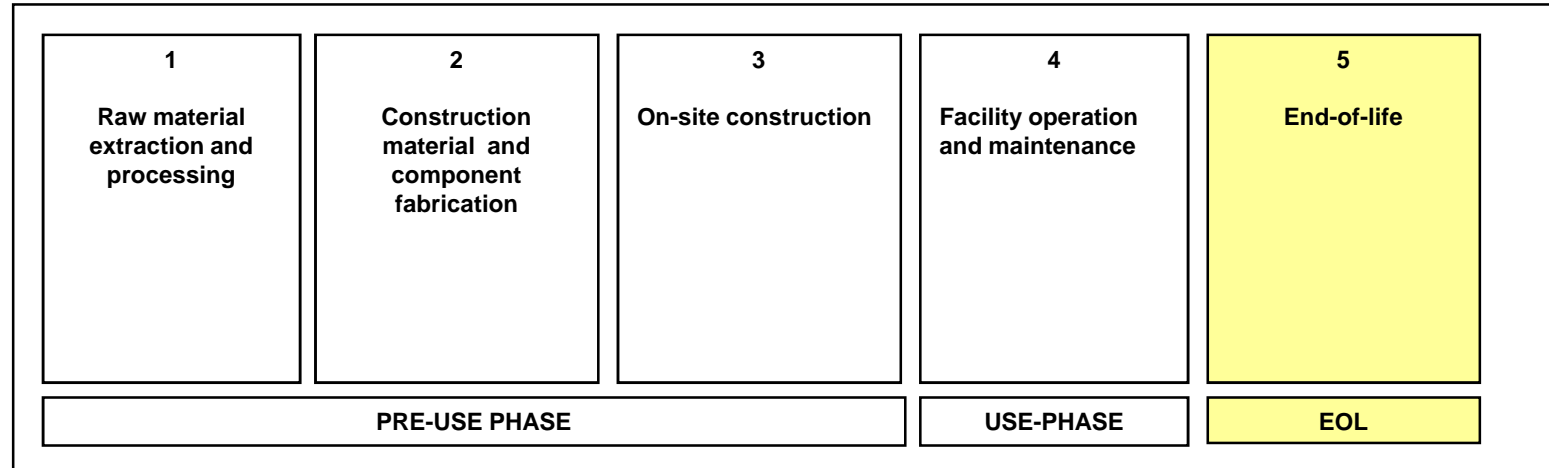 1
Raw material
extraction and
processing
2
Construction
material and
component
fabrication
3
On-site construction
4
Facility operation
and maintenance
5
End-of-life
PRE-USE PHASE
USE-PHASE
EOL